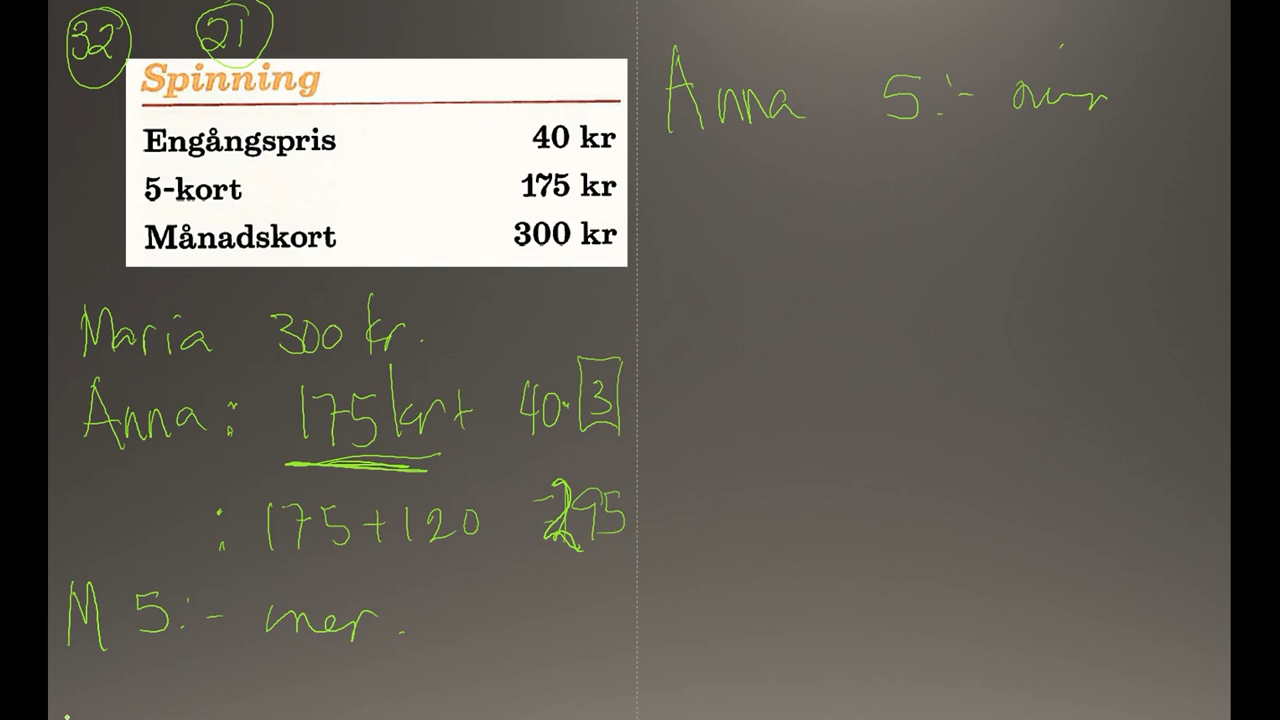 32 21
Spinning
Engångspris 40 kr
5-kort 175 kr
Månadskort 300 kr
Maria 300 kr.
Anna: 175 kr + 40·3
: 175+120 295
M 5:- mer.
Anna 5:-